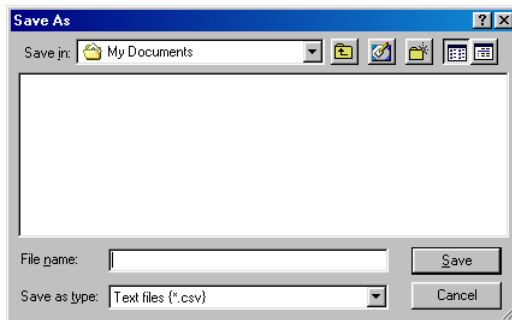 Save As
Save in: My Documents
File name:
Save
Save as type: Text files {*.csv}
Cancel